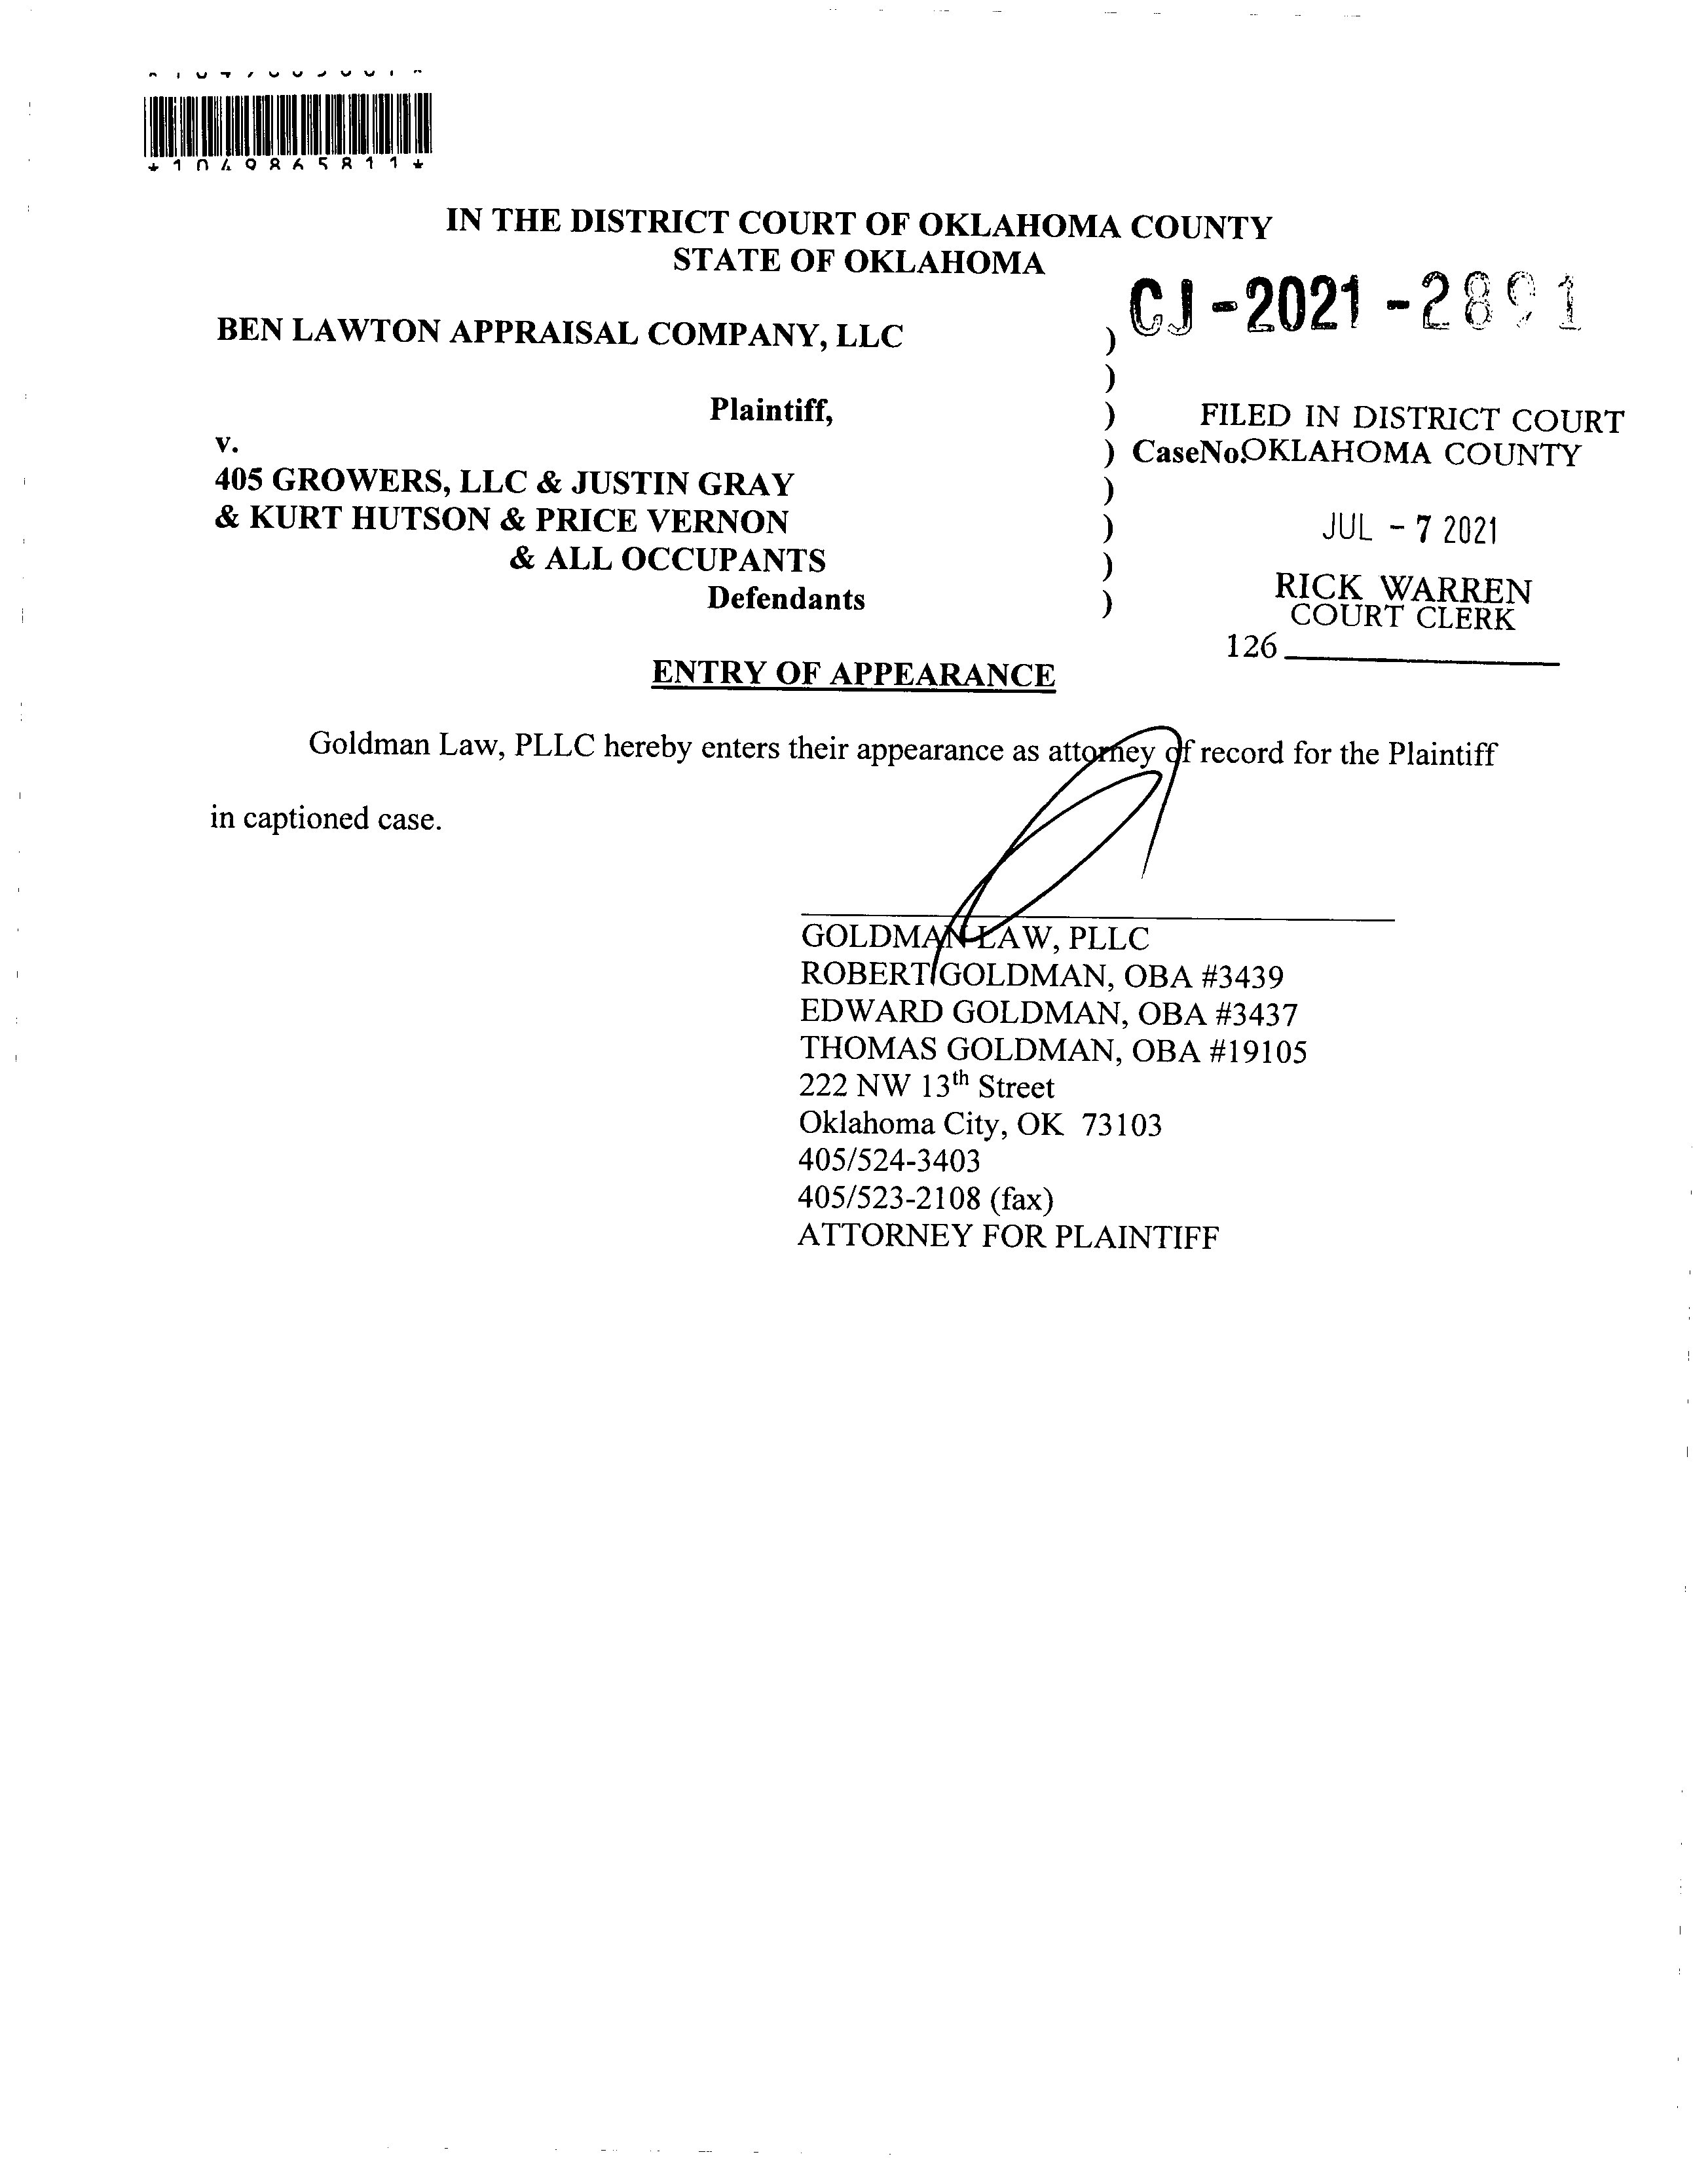 *1049865811*
IN THE DISTRICT COURT OF OKLAHOMA COUNTY
STATE OF OKLAHOMA
CJ-2021-2891
BEN LAWTON APPRAISAL COMPANY, LLC )
)
Plaintiff, ) FILED IN DISTRICT COURT
v. ) Case No. OKLAHOMA COUNTY
405 GROWERS, LLC & JUSTIN GRAY )
& KURT HUTSON & PRICE VERNON ) JUL - 7 2021
& ALL OCCUPANTS )
Defendants ) RICK WARREN
COURT CLERK
126
ENTRY OF APPEARANCE
Goldman Law, PLLC hereby enters their appearance as attorney of record for the Plaintiff
in captioned case.
GOLDMAN LAW, PLLC
ROBERT GOLDMAN, OBA #3439
EDWARD GOLDMAN, OBA #3437
THOMAS GOLDMAN, OBA #19105
222 NW 13th Street
Oklahoma City, OK 73103
405/524-3403
405/523-2108 (fax)
ATTORNEY FOR PLAINTIFF